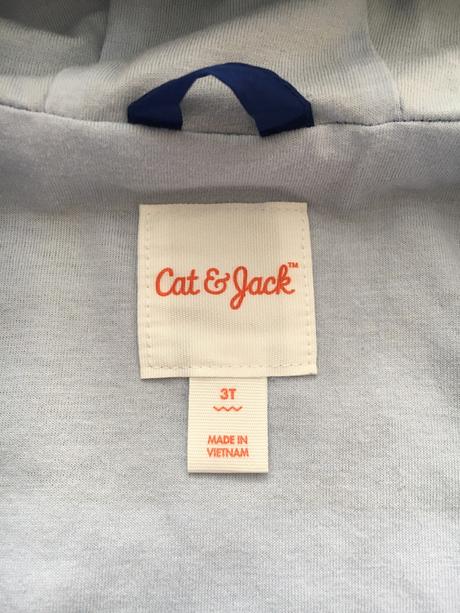 Cat & Jack™
3T
MADE IN
VIETNAM